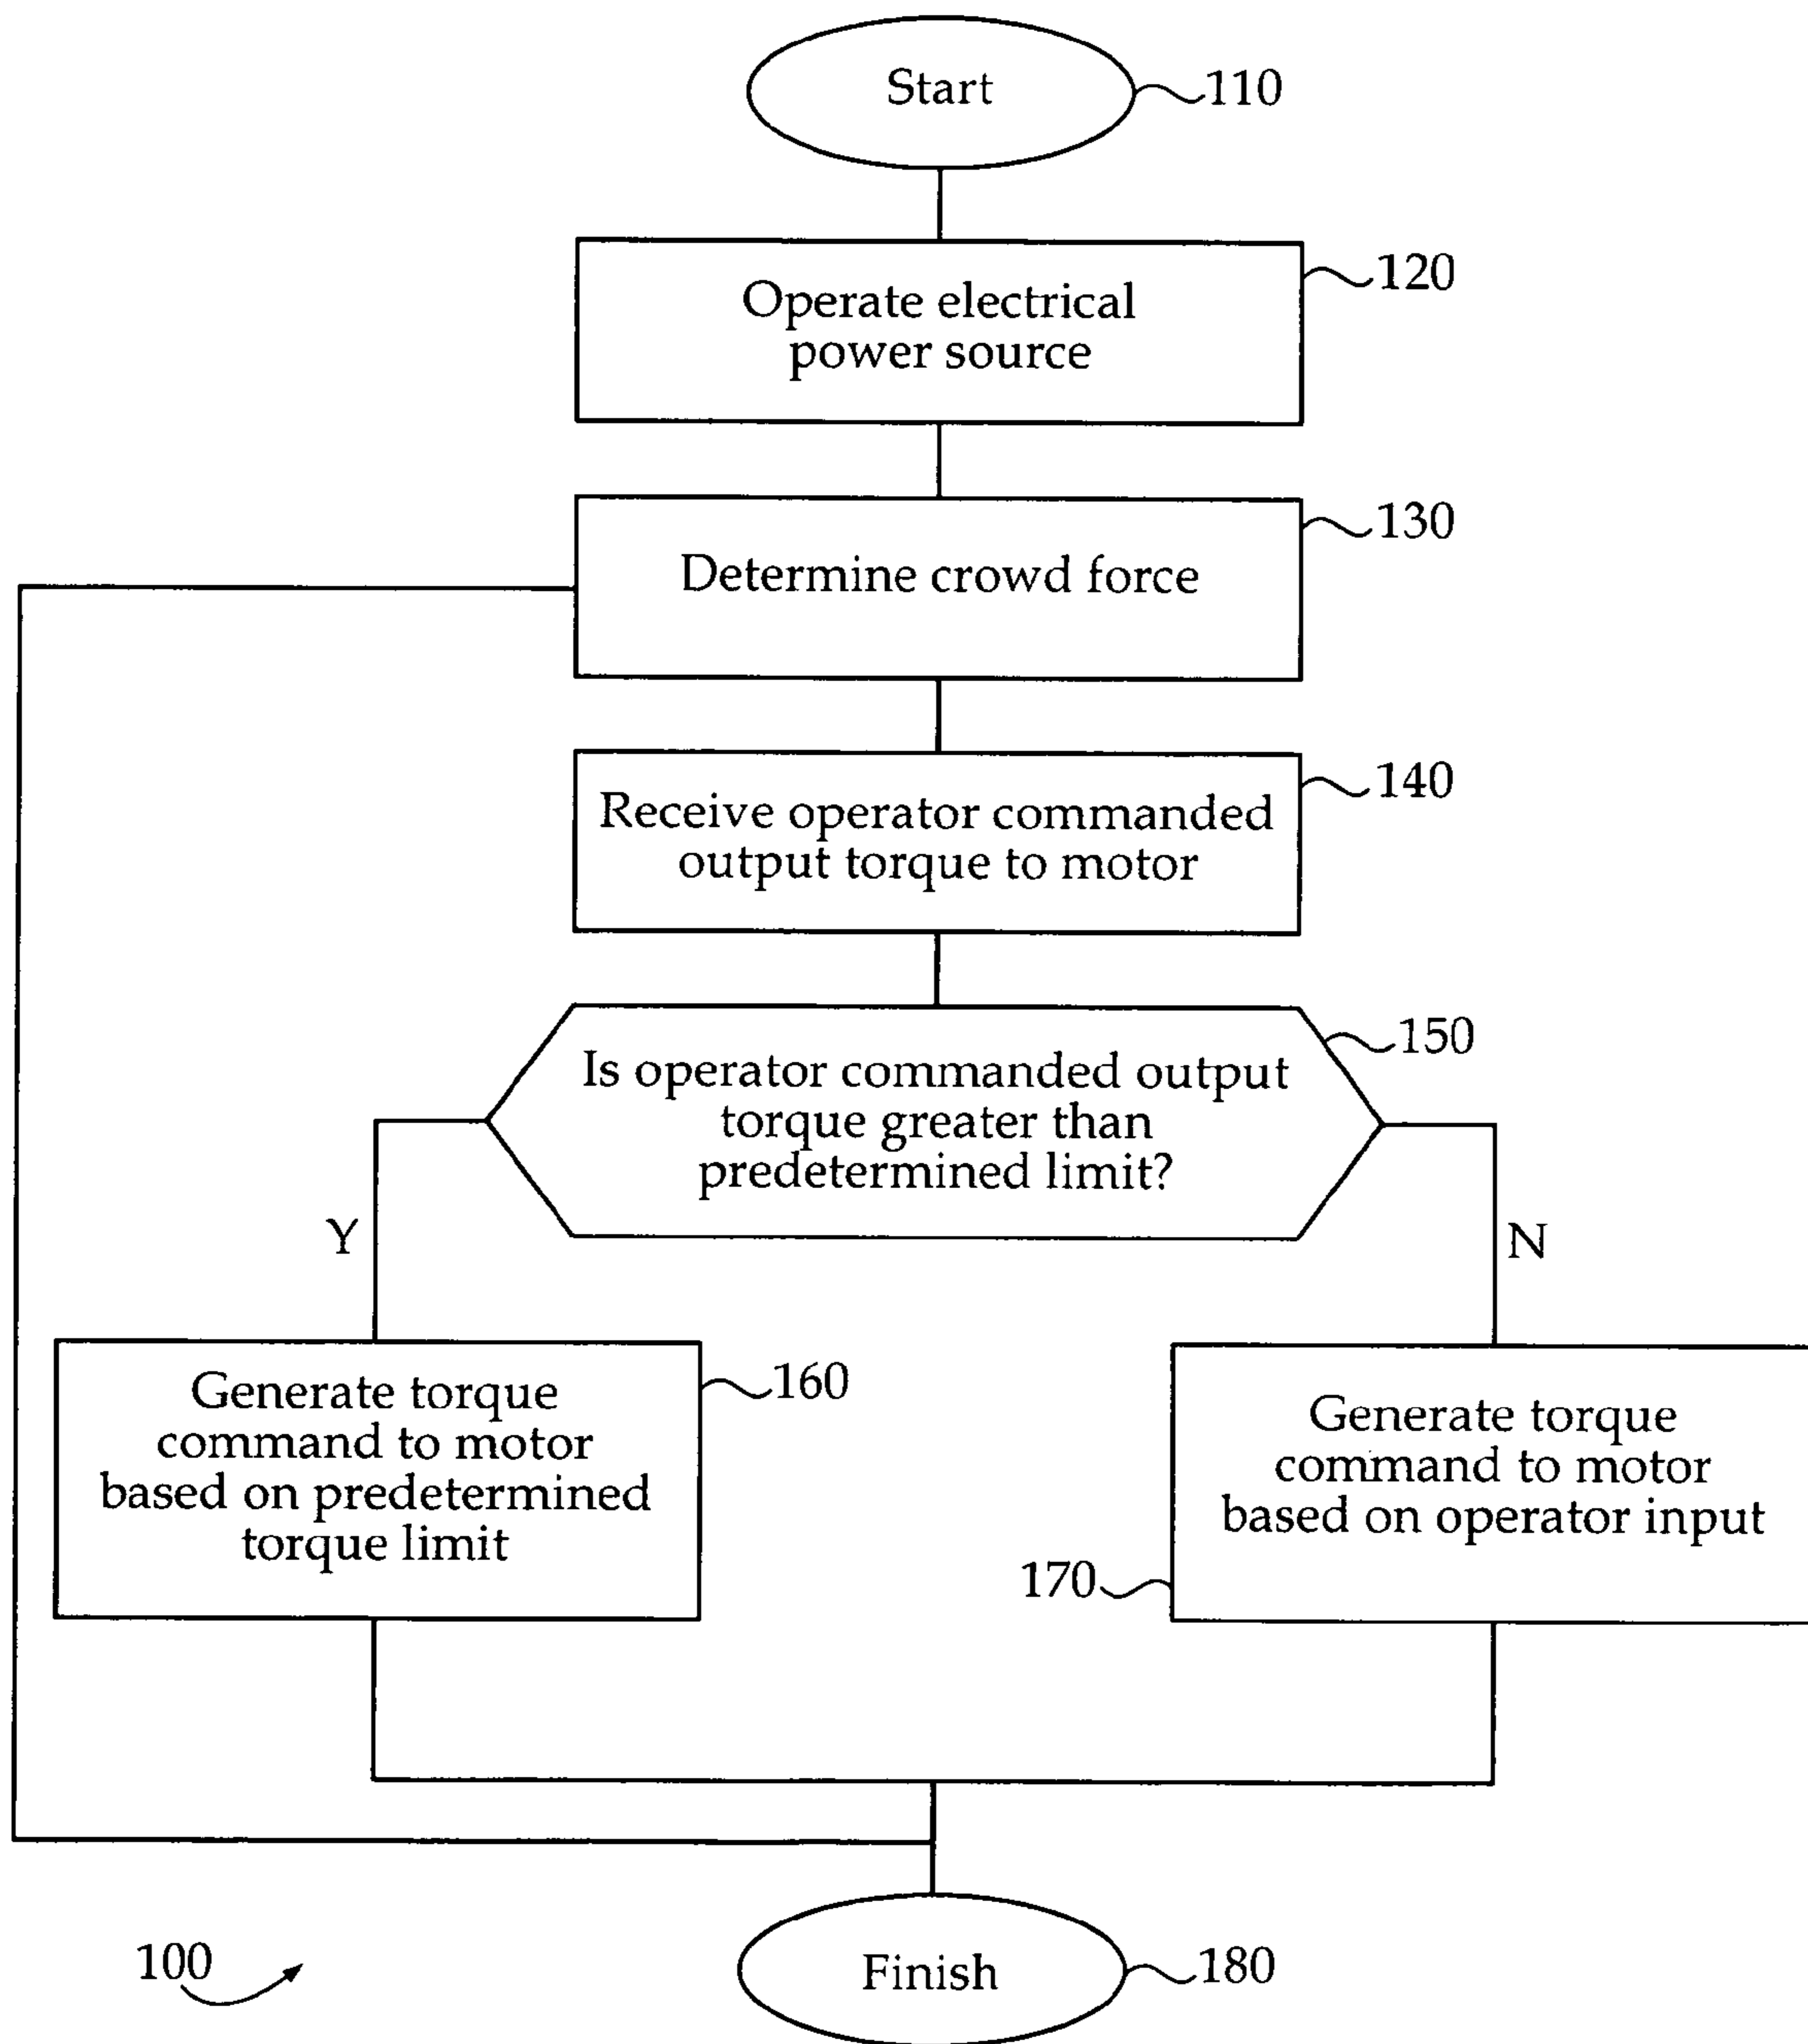 Start
110
Operate electrical
power source
120
Determine crowd force
130
Receive operator commanded
output torque to motor
140
Is operator commanded output
torque greater than
predetermined limit?
150
Y
N
Generate torque
command to motor
based on predetermined
torque limit
160
Generate torque
command to motor
based on operator input
170
Finish
180
100